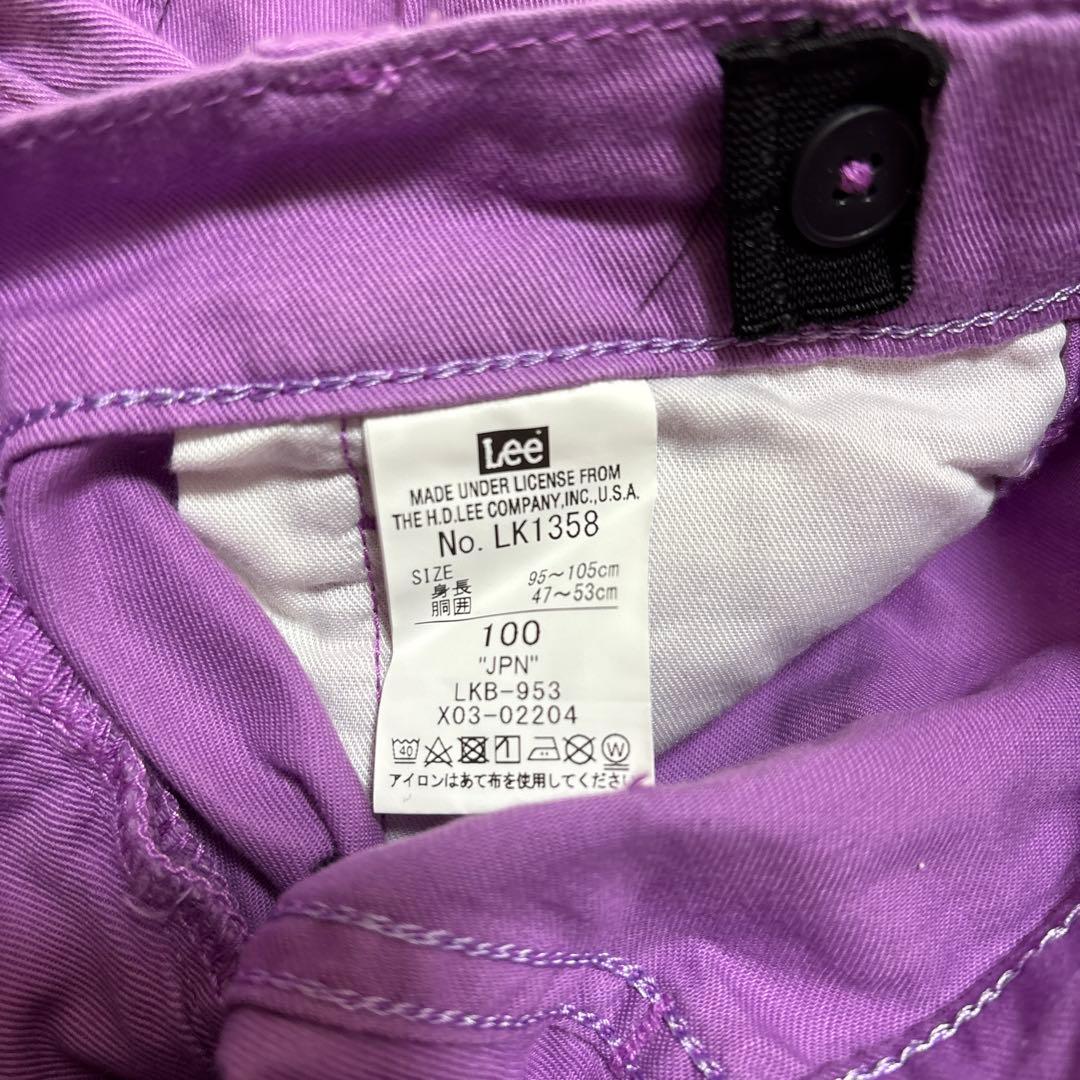 Lee
MADE UNDER LICENSE FROM
THE H.D.LEE COMPANY,INC.,U.S.A.
No. LK1358
SIZE
身長 95~105cm
胴囲 47~53cm
100
"JPN"
LKB-953
X03-02204
40 W
アイロンはあて布を使用してくださ